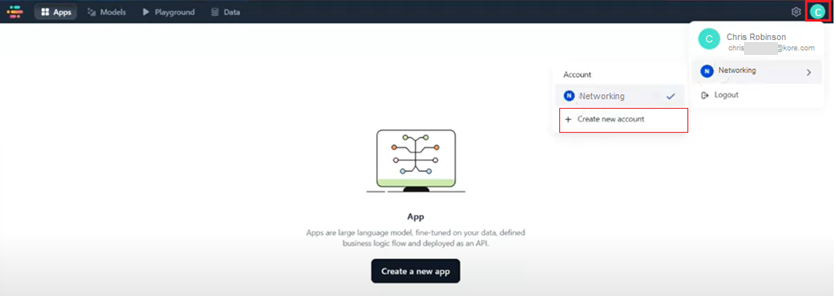 Apps Models Playground Data
C
C Chris Robinson
chris @kore.com
N Networking
Logout
Account
N Networking
+ Create new account
App
Apps are large language model, fine-tuned on your data, defined
business logic flow and deployed as an API.
Create a new app